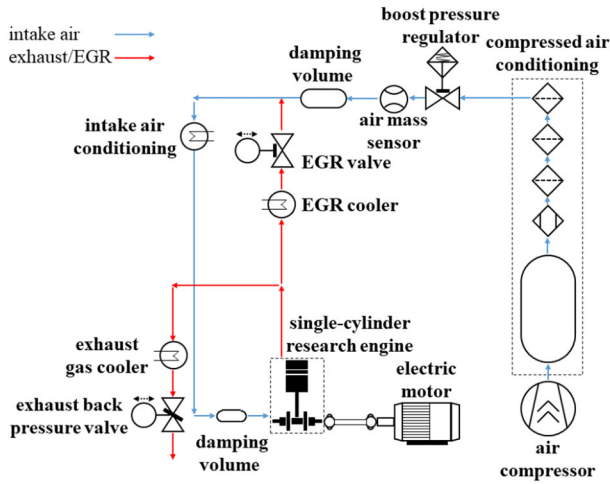 intake air
exhaust/EGR
boost pressure
regulator
compressed air
conditioning
damping
volume
air mass
sensor
intake air
conditioning
EGR valve
EGR cooler
single-cylinder
research engine
exhaust
gas cooler
electric
motor
exhaust back
pressure valve
damping
volume
air
compressor